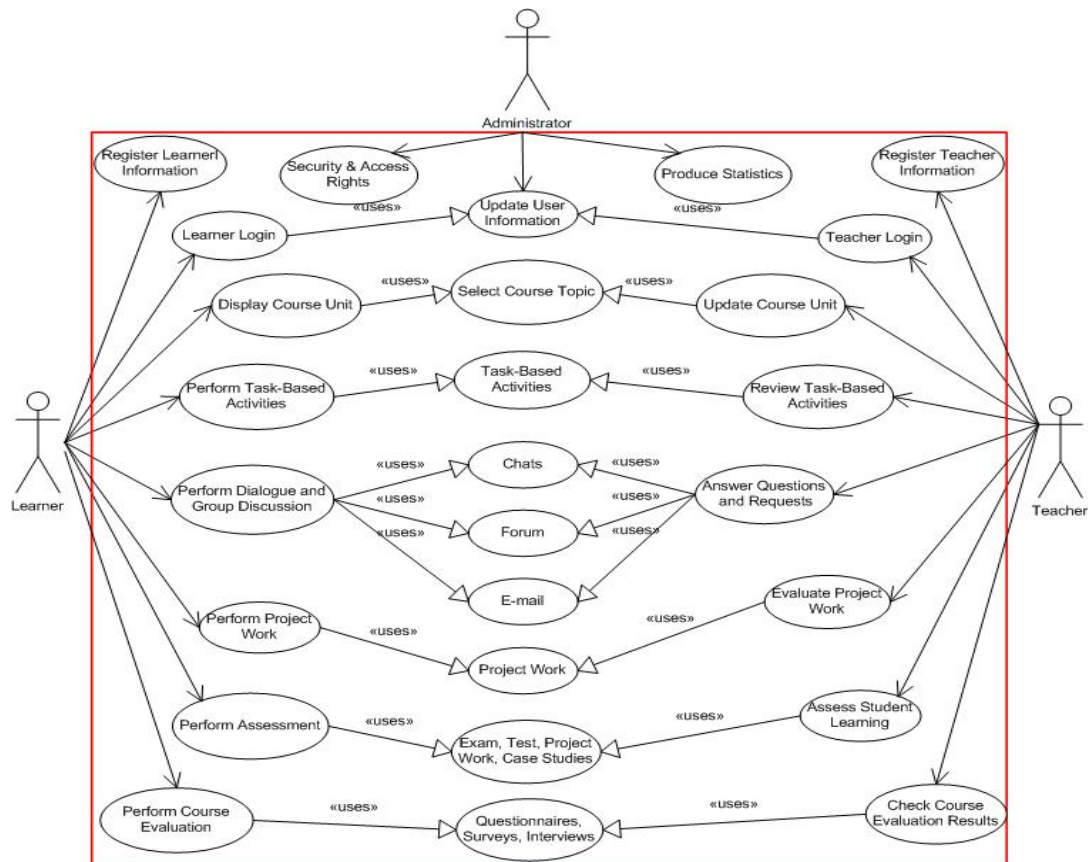 Administrator
Register Learnerl
Information
Security & Access
Rights
Produce Statistics
Register Teacher
Information
«uses»
Update User
Information
«uses»
Learner Login
Teacher Login
Display Course Unit
«uses»
Select Course Topic
«uses»
Update Course Unit
Perform Task-Based
Activities
«uses»
Task-Based
Activities
«uses»
Review Task-Based
Activities
Learner
Teacher
Perform Dialogue and
Group Discussion
«uses»
«uses»
«uses»
Chats
Forum
E-mail
«uses»
«uses»
«uses»
Answer Questions
and Requests
Perform Project
Work
«uses»
Project Work
«uses»
Evaluate Project
Work
Perform Assessment
«uses»
Exam, Test, Project
Work, Case Studies
«uses»
Assess Student
Learning
Perform Course
Evaluation
«uses»
Questionnaires,
Surveys, Interviews
«uses»
Check Course
Evaluation Results